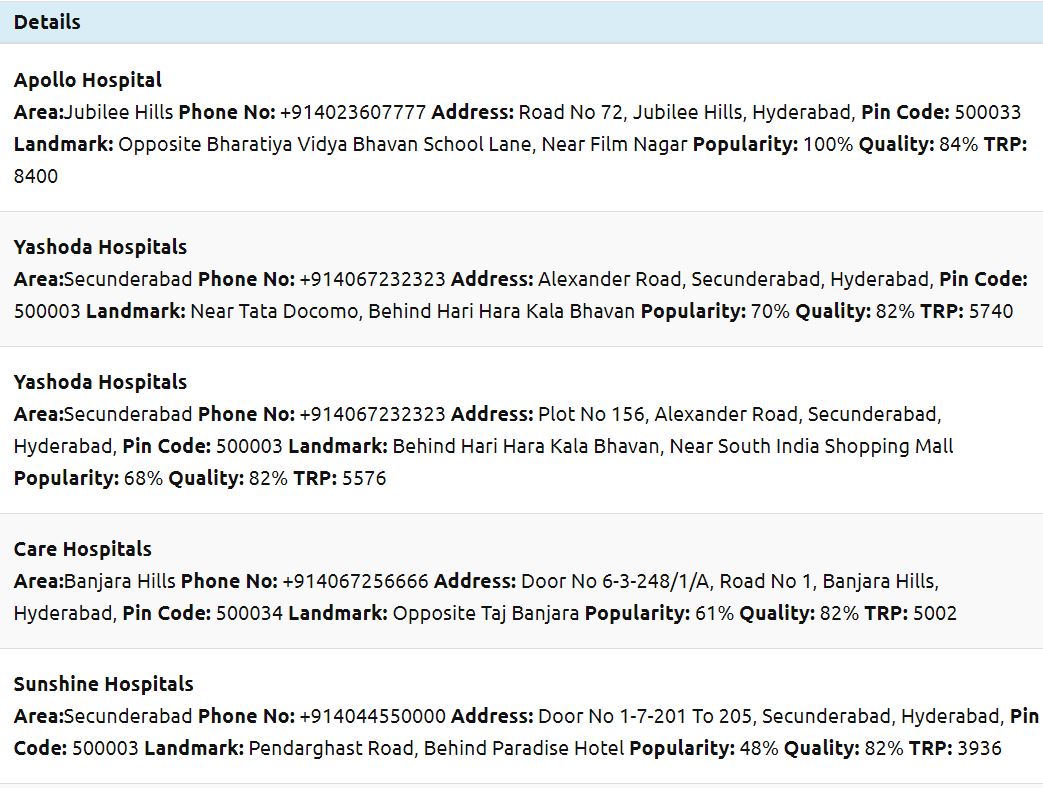 Details
Apollo Hospital
Area:Jubilee Hills Phone No: +914023607777 Address: Road No 72, Jubilee Hills, Hyderabad, Pin Code: 500033
Landmark: Opposite Bharatiya Vidya Bhavan School Lane, Near Film Nagar Popularity: 100% Quality: 84% TRP:
8400
Yashoda Hospitals
Area:Secunderabad Phone No: +914067232323 Address: Alexander Road, Secunderabad, Hyderabad, Pin Code:
500003 Landmark: Near Tata Docomo, Behind Hari Hara Kala Bhavan Popularity: 70% Quality: 82% TRP: 5740
Yashoda Hospitals
Area:Secunderabad Phone No: +914067232323 Address: Plot No 156, Alexander Road, Secunderabad,
Hyderabad, Pin Code: 500003 Landmark: Behind Hari Hara Kala Bhavan, Near South India Shopping Mall
Popularity: 68% Quality: 82% TRP: 5576
Care Hospitals
Area:Banjara Hills Phone No: +914067256666 Address: Door No 6-3-248/1/A, Road No 1, Banjara Hills,
Hyderabad, Pin Code: 500034 Landmark: Opposite Taj Banjara Popularity: 61% Quality: 82% TRP: 5002
Sunshine Hospitals
Area:Secunderabad Phone No: +914044550000 Address: Door No 1-7-201 To 205, Secunderabad, Hyderabad, Pin
Code: 500003 Landmark: Pendarghast Road, Behind Paradise Hotel Popularity: 48% Quality: 82% TRP: 3936